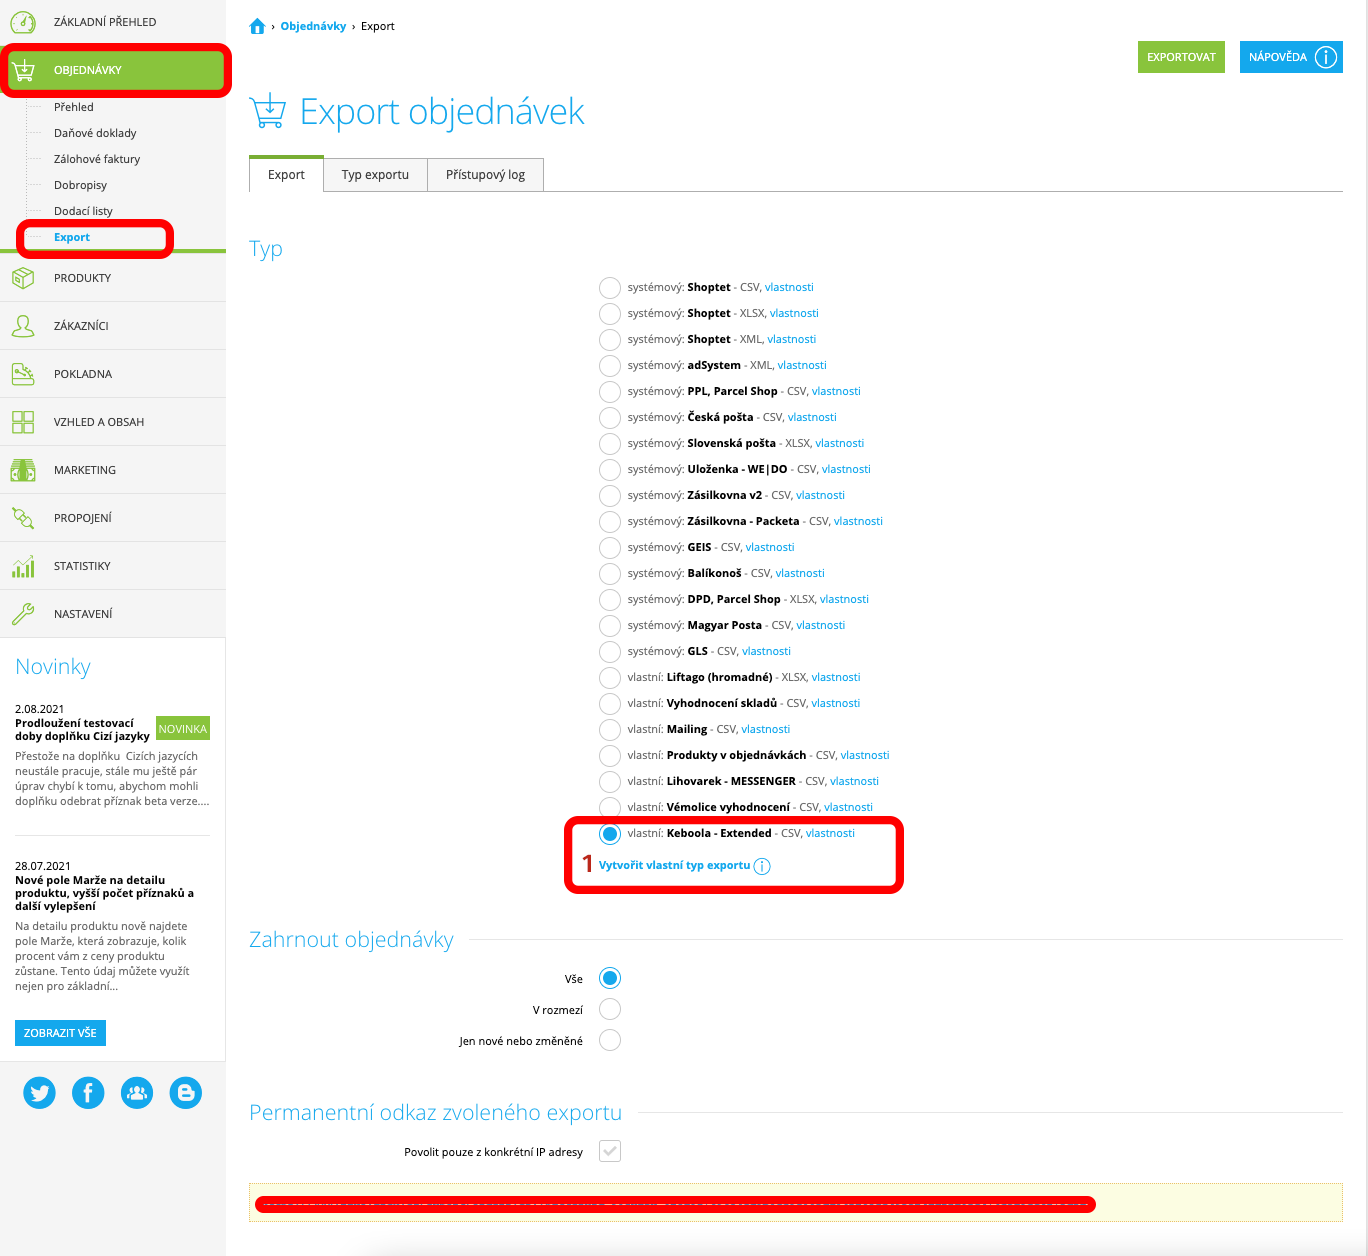 ZÁKLADNÍ PŘEHLED
OBJEDNÁVKY
Přehled
Daňové doklady
Zálohové faktury
Dobropisy
Dodací listy
Export
PRODUKTY
ZÁKAZNÍCI
POKLADNA
VZHLED A OBSAH
MARKETING
PROPOJENÍ
STATISTIKY
NASTAVENÍ
Novinky
2.08.2021
Prodloužení testovací
doby doplňku Cizí jazyky
NOVINKA
Přestože na doplňku Cizích jazycích
neustále pracuje, stále mu ještě pár
úprav chybí k tomu, abychom mohli
doplňku odebrat příznak beta verze....
28.07.2021
Nové pole Marže na detailu
produktu, vyšší počet příznaků a
další vylepšení
Na detailu produktu nově najdete
pole Marže, která zobrazuje, kolik
procent vám z ceny produktu
zůstane. Tento údaj můžete využít
nejen pro základní...
ZOBRAZIT VŠE
› Objednávky › Export
EXPORTOVAT
NÁPOVĚDA
Export objednávek
Export
Typ exportu
Přístupový log
Typ
systémový: Shoptet - CSV, vlastnosti
systémový: Shoptet - XLSX, vlastnosti
systémový: Shoptet - XML, vlastnosti
systémový: adSystem - XML, vlastnosti
systémový: PPL, Parcel Shop - CSV, vlastnosti
systémový: Česká pošta - CSV, vlastnosti
systémový: Slovenská pošta - XLSX, vlastnosti
systémový: Uloženka - WE|DO - CSV, vlastnosti
systémový: Zásilkovna v2 - CSV, vlastnosti
systémový: Zásilkovna - Packeta - CSV, vlastnosti
systémový: GEIS - CSV, vlastnosti
systémový: Balíkonoš - CSV, vlastnosti
systémový: DPD, Parcel Shop - XLSX, vlastnosti
systémový: Magyar Posta - CSV, vlastnosti
systémový: GLS - CSV, vlastnosti
vlastní: Liftago (hromadné) - XLSX, vlastnosti
vlastní: Vyhodnocení skladů - CSV, vlastnosti
vlastní: Mailing - CSV, vlastnosti
vlastní: Produkty v objednávkách - CSV, vlastnosti
vlastní: Lihovarek - MESSENGER - CSV, vlastnosti
vlastní: Vémolice vyhodnocení - CSV, vlastnosti
vlastní: Keboola - Extended - CSV, vlastnosti
1 Vytvořit vlastní typ exportu
Zahrnout objednávky
Vše
V rozmezí
Jen nové nebo změněné
Permanentní odkaz zvoleného exportu
Povolit pouze z konkrétní IP adresy